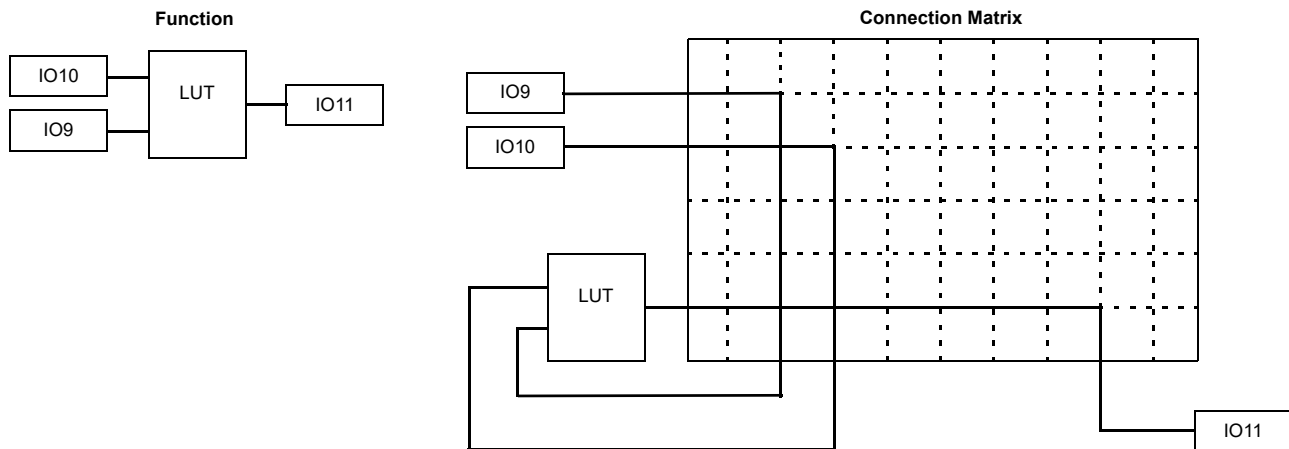 Function
IO10
IO9
LUT
IO11
Connection Matrix
IO9
IO10
LUT
IO11